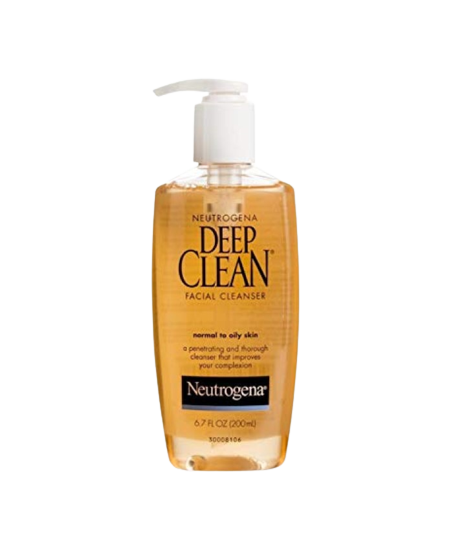 NEUTROGENA
DEEP
CLEAN®
FACIAL CLEANSER
normal to oily skin
a penetrating and thorough
cleanser that improves
your complexion
Neutrogena®
6.7 FL OZ (200mL)
30008106